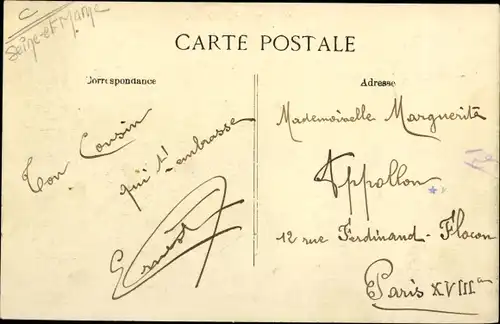 C
Seine-et-Marne
CARTE POSTALE
Correspondance
Adresse
Ton Cousin
qui t'embrasse
Ernest
Mademoiselle Marguerite
Appollon
12 rue Ferdinand-Flocon
Paris XVIIIe